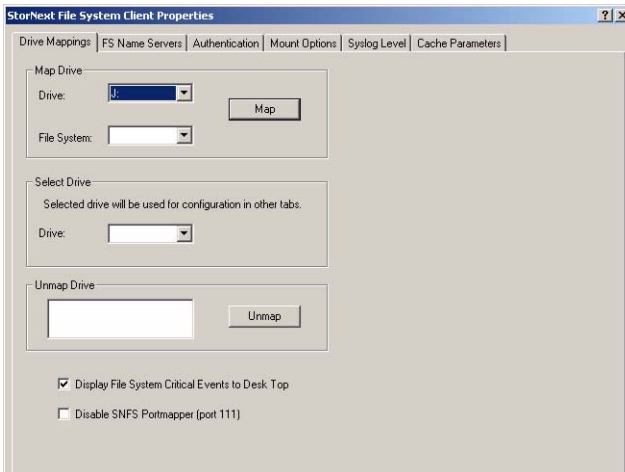 StorNext File System Client Properties
Drive Mappings
FS Name Servers
Authentication
Mount Options
Syslog Level
Cache Parameters
Map Drive
Drive:
J:
Map
File System:
Select Drive
Selected drive will be used for configuration in other tabs.
Drive:
Unmap Drive
Unmap
Display File System Critical Events to Desk Top
Disable SNFS Portmapper (port 111)